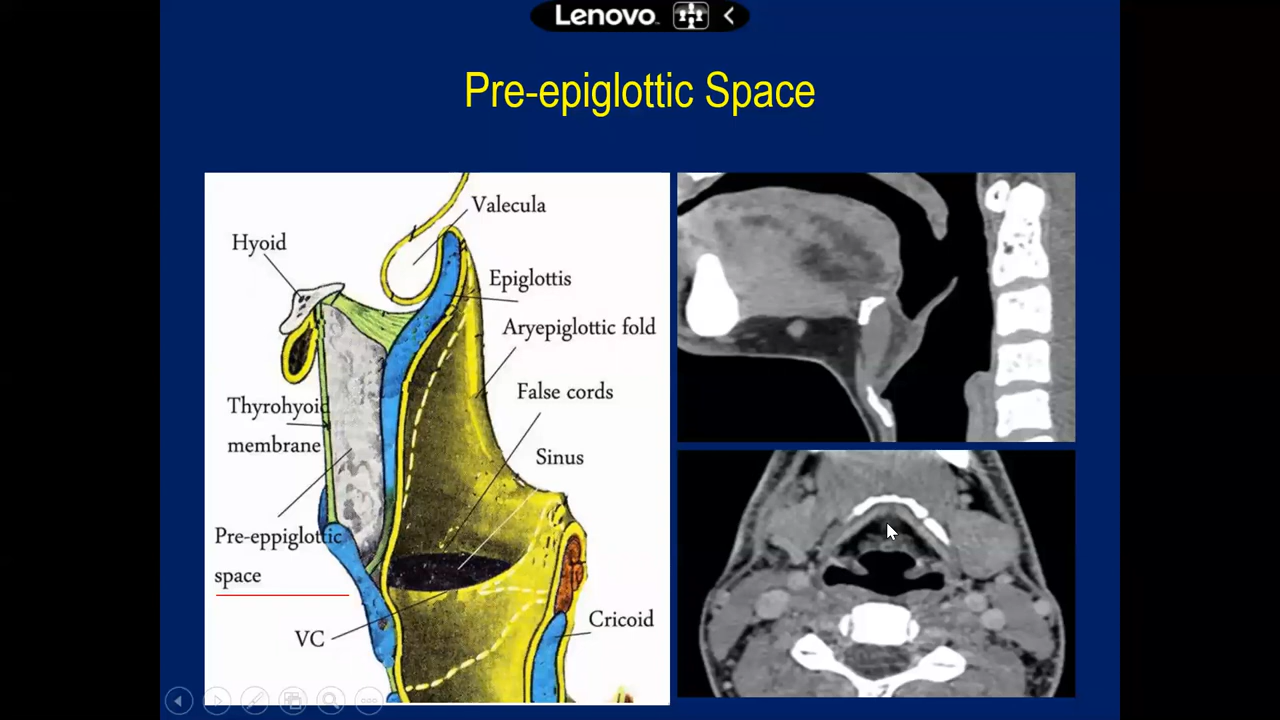 Lenovo
Pre-epiglottic Space
Valecula
Hyoid
Epiglottis
Aryepiglottic fold
False cords
Thyrohyoid
membrane
Sinus
Pre-eppiglottic
space
VC
Cricoid